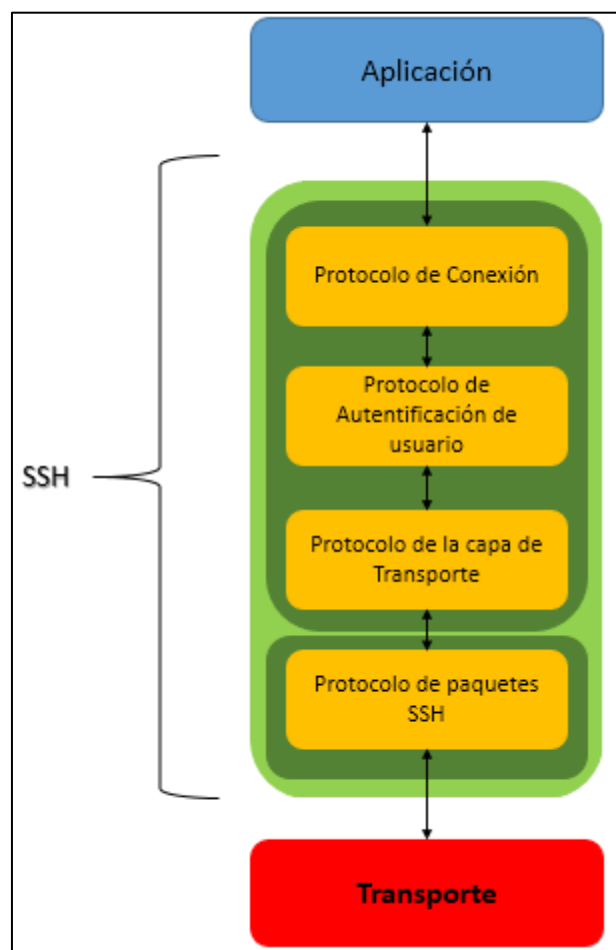 Aplicación
Protocolo de Conexión
Protocolo de
Autentificación de
usuario
SSH
Protocolo de la capa de
Transporte
Protocolo de paquetes
SSH
Transporte